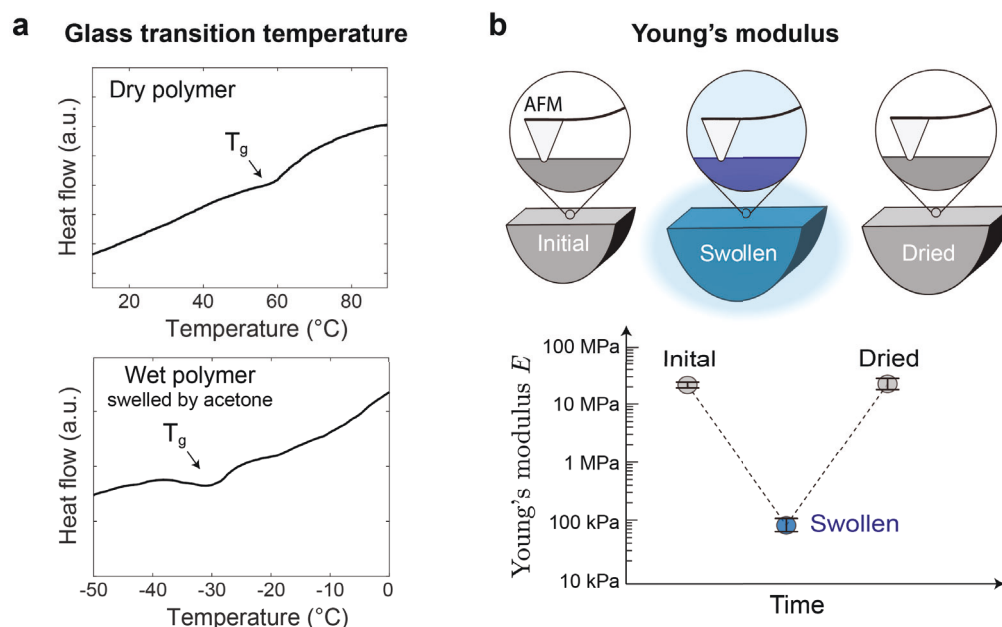 a Glass transition temperature
Dry polymer
Tg
Heat flow (a.u.)
20 40 60 80
Temperature (°C)
Wet polymer
swelled by acetone
Tg
Heat flow (a.u.)
-50 -40 -30 -20 -10 0
Temperature (°C)
b Young's modulus
AFM
Initial
Swollen
Dried
Young's modulus E
100 MPa
10 MPa
1 MPa
100 kPa
10 kPa
Inital
Dried
Swollen
Time